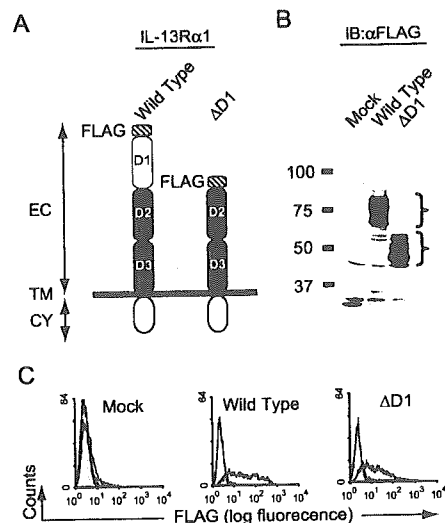 A
IL-13Rα1
Wild Type
ΔD1
FLAG
D1
FLAG
D2
D2
D3
D3
EC
TM
CY
B
IB:αFLAG
Mock
Wild Type
ΔD1
100
75
50
37
C
64
Mock
10⁰ 10¹ 10² 10³ 10⁴
64
Wild Type
10⁰ 10¹ 10² 10³ 10⁴
64
ΔD1
10⁰ 10¹ 10² 10³ 10⁴
Counts
FLAG (log fluorecence)